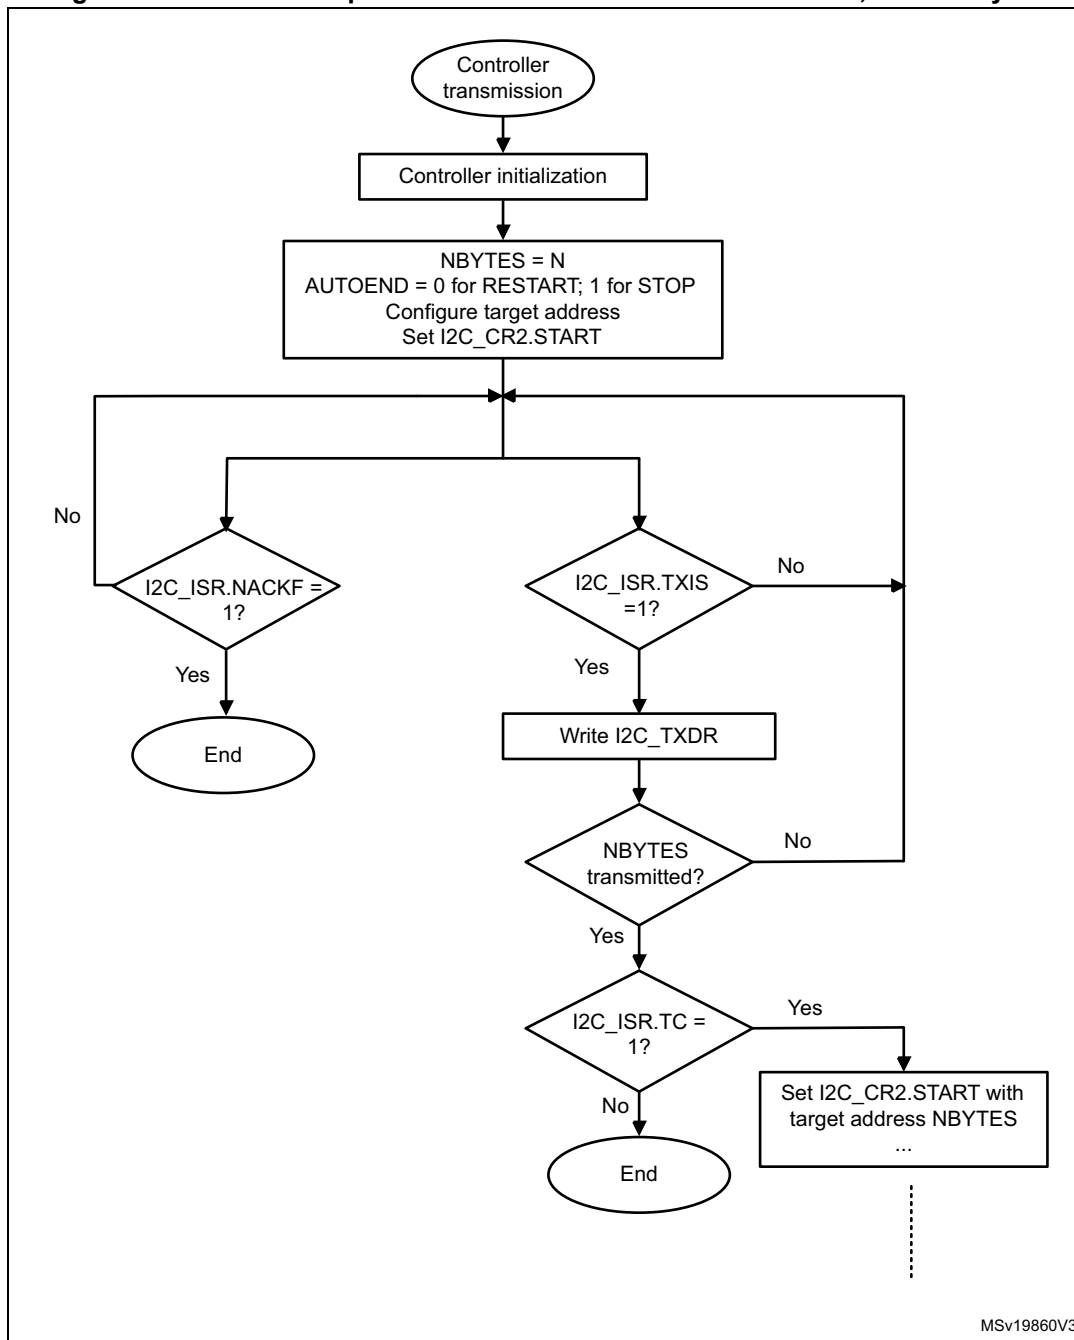 Controller
transmission
Controller initialization
NBYTES = N
AUTOEND = 0 for RESTART; 1 for STOP
Configure target address
Set I2C_CR2.START
No
I2C_ISR.NACKF =
1?
Yes
End
I2C_ISR.TXIS
=1?
No
Yes
Write I2C_TXDR
NBYTES
transmitted?
No
Yes
I2C_ISR.TC =
1?
Yes
Set I2C_CR2.START with
target address NBYTES
...
No
End
MSv19860V3